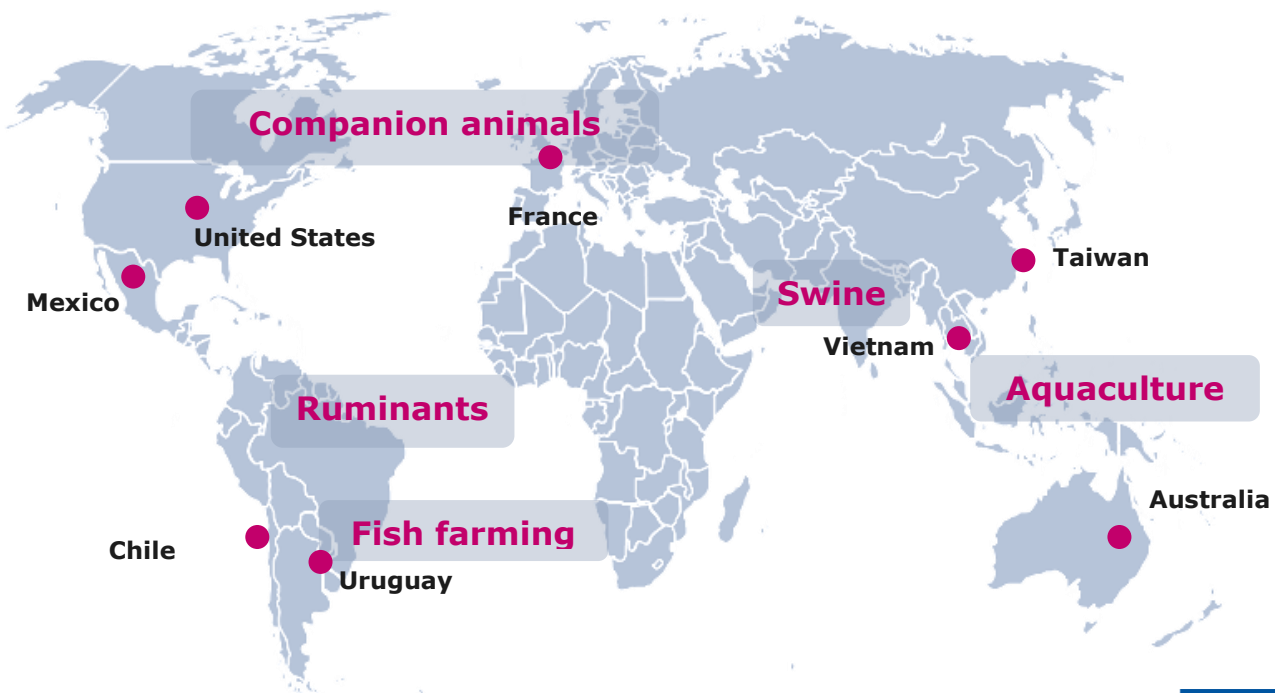 Companion animals
France
United States
Taiwan
Swine
Mexico
Vietnam
Aquaculture
Ruminants
Australia
Fish farming
Chile
Uruguay